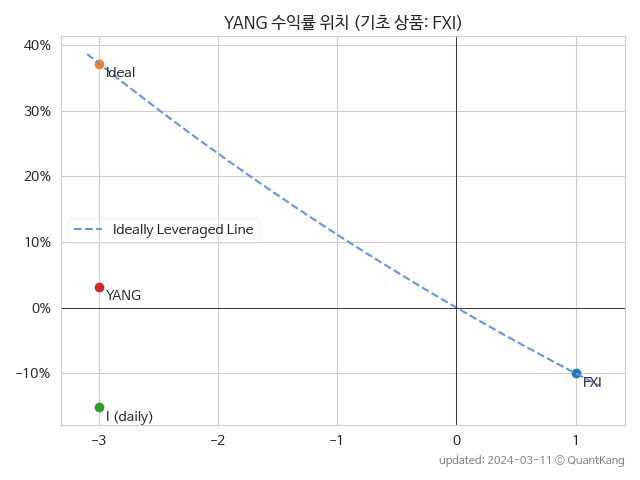 YANG 수익률 위치 (기초 상품: FXI)
40%
Ideal
30%
20%
Ideally Leveraged Line
10%
YANG
0%
-10%
FXI
I (daily)
-3 -2 -1 0 1
updated: 2024-03-11 © QuantKang